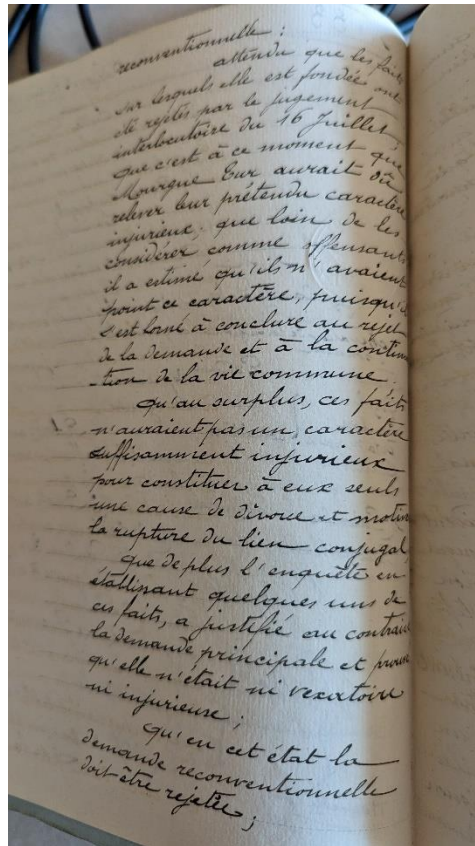 reconventionnelle ;
attendu que les faits
sur lesquels elle est fondée ont
été rejetés par le jugement
interlocutoire du 16 Juillet,
que c'est à ce moment que
Mourgue Eur aurait dû
relever leur prétendu caractère
injurieux ; que loin de les
considérer comme offensants
il a estimé qu'ils n'avaient
point ce caractère, puisqu'il
s'est borné à conclure au rejet
de la demande et à la continua
-tion de la vie commune.
qu'au surplus, ces faits
n'auraient pas un caractère
suffisamment injurieux
pour constituer à eux seuls
une cause de divorce et motiver
la rupture du lien conjugal,
que de plus l'enquête en
établissant quelques uns de
ces faits, a justifié au contraire
la demande principale et prouve
qu'elle n'était ni vexatoire
ni injurieuse ;
qu'en cet état la
demande reconventionnelle
doit être rejetée ;